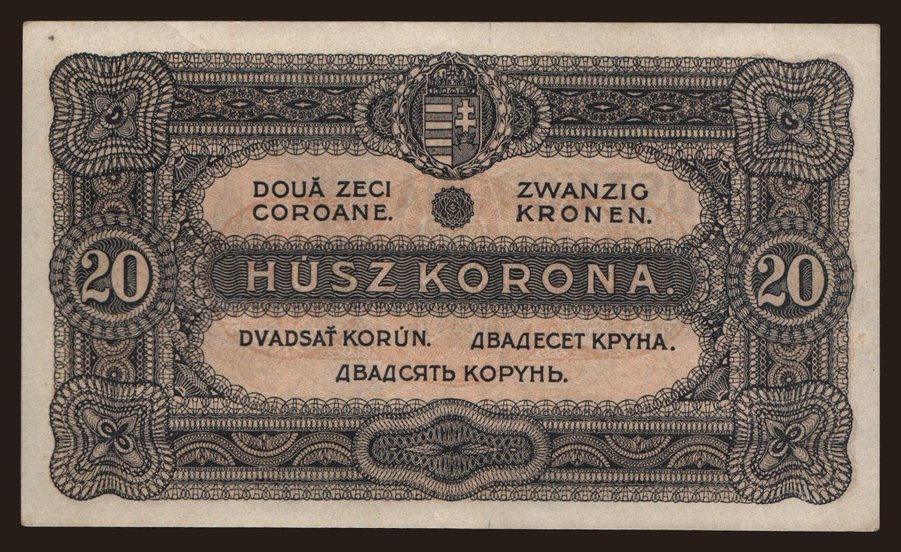 DOUĂ ZECI
COROANE.
ZWANZIG
KRONEN.
20
HÚSZ KORONA.
20
DVADSAŤ KORÚN.
ДВАДЕСЕТ КРУНА.
ДВАДСЯТЬ КОРУНЬ.